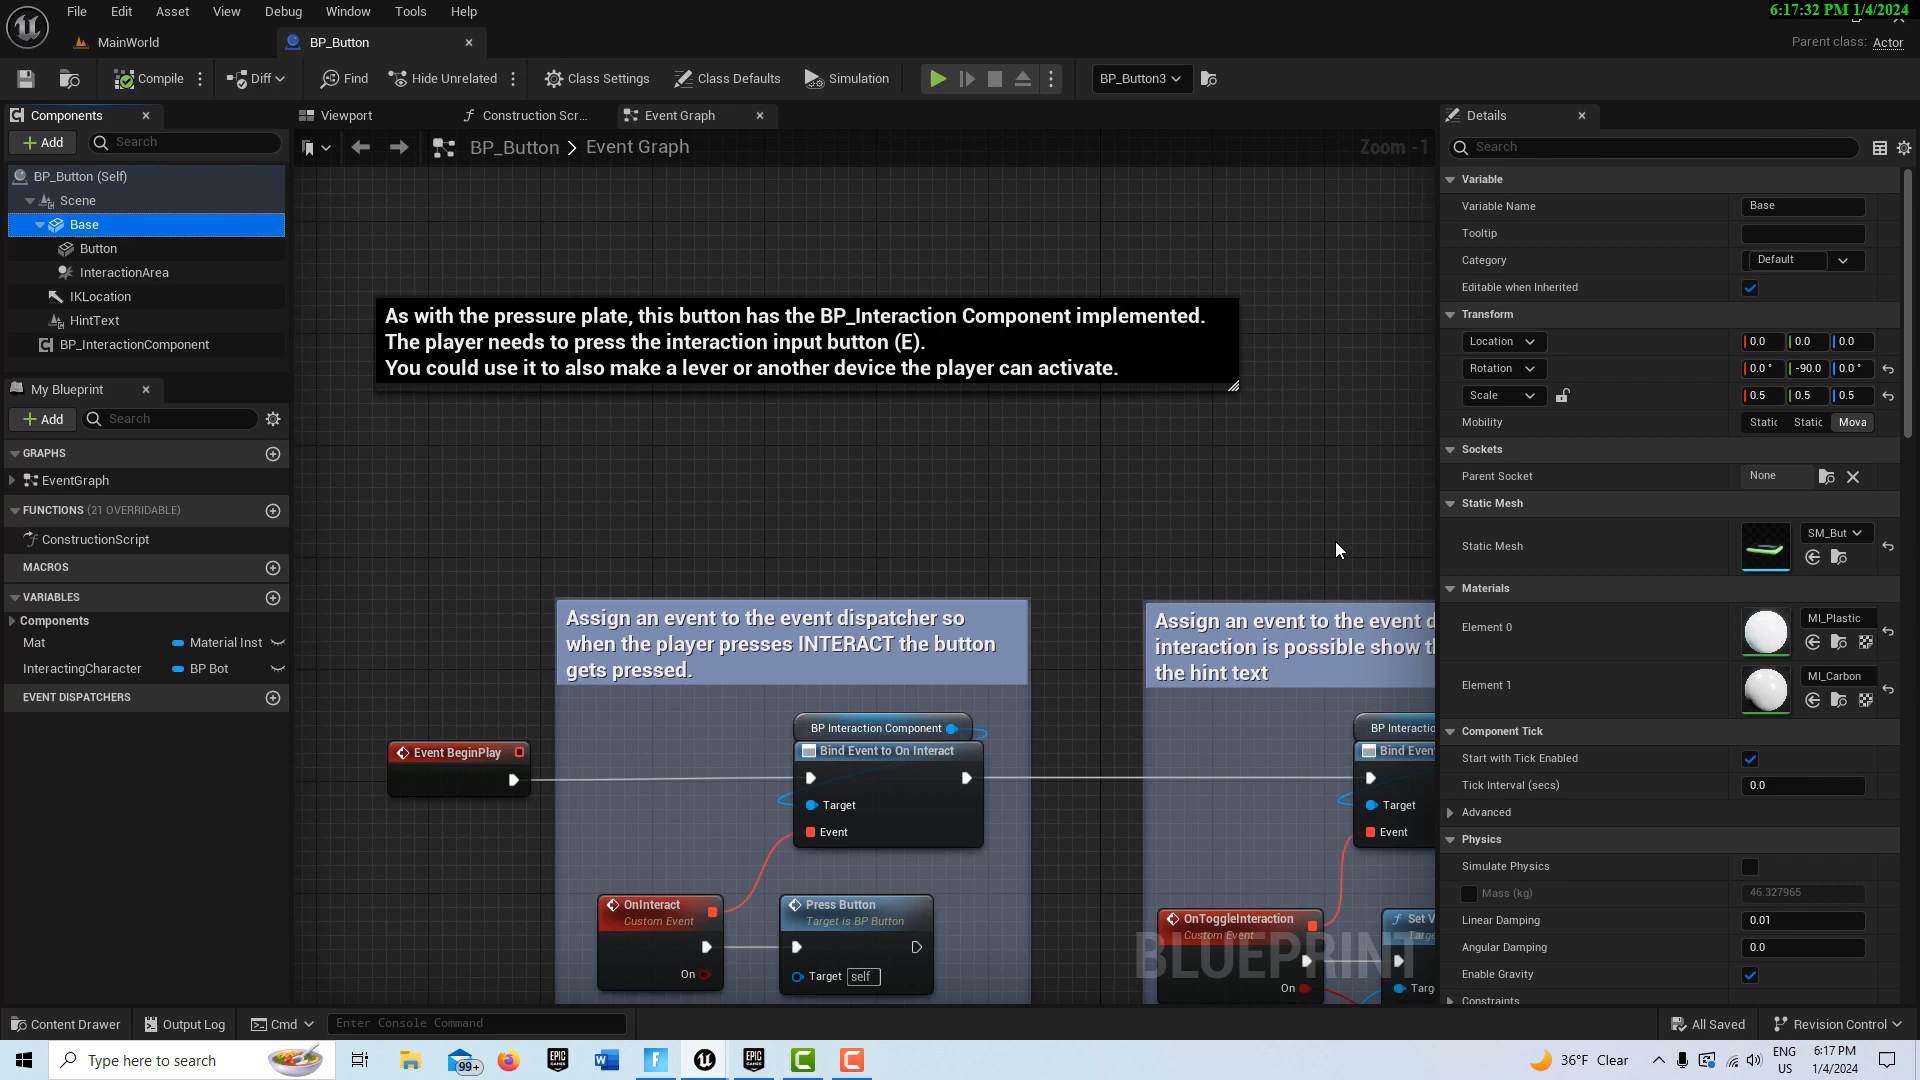 6:17:32 PM 1/4/2024
File Edit Asset View Debug Window Tools Help
MainWorld
BP_Button
Parent class: Actor
Compile
Diff
Find
Hide Unrelated
Class Settings
Class Defaults
Simulation
BP_Button3
Components
Add
Search
BP_Button (Self)
Scene
Base
Button
InteractionArea
IKLocation
HintText
BP_InteractionComponent
My Blueprint
Add
Search
GRAPHS
EventGraph
FUNCTIONS (21 OVERRIDABLE)
ConstructionScript
MACROS
VARIABLES
Components
Mat Material Inst
InteractingCharacter BP Bot
EVENT DISPATCHERS
Viewport
Construction Scr...
Event Graph
BP_Button > Event Graph
Zoom -1
As with the pressure plate, this button has the BP_Interaction Component implemented.
The player needs to press the interaction input button (E).
You could use it to also make a lever or another device the player can activate.
Assign an event to the event dispatcher so
when the player presses INTERACT the button
gets pressed.
Event BeginPlay
BP Interaction Component
Bind Event to On Interact
Target
Event
OnInteract
Custom Event
On
Press Button
Target is BP Button
Target self
Assign an event to the event d
interaction is possible show th
the hint text
BP Interactio
Bind Even
Target
Event
OnToggleInteraction
Custom Event
On
Set V
Targe
Targ
BLUEPRINT
Details
Search
Variable
Variable Name Base
Tooltip
Category Default
Editable when Inherited
Transform
Location 0.0 0.0 0.0
Rotation 0.0 ° -90.0 0.0 °
Scale 0.5 0.5 0.5
Mobility Static Static Mova
Sockets
Parent Socket None
Static Mesh
Static Mesh SM_But
Materials
Element 0 MI_Plastic
Element 1 MI_Carbon
Component Tick
Start with Tick Enabled
Tick Interval (secs) 0.0
Advanced
Physics
Simulate Physics
Mass (kg) 46.327965
Linear Damping 0.01
Angular Damping 0.0
Enable Gravity
Constraints
Content Drawer
Output Log
Cmd
Enter Console Command
All Saved
Revision Control
Type here to search
99+
EPIC GAMES
EPIC GAMES
36°F Clear
ENG
US
6:17 PM
1/4/2024